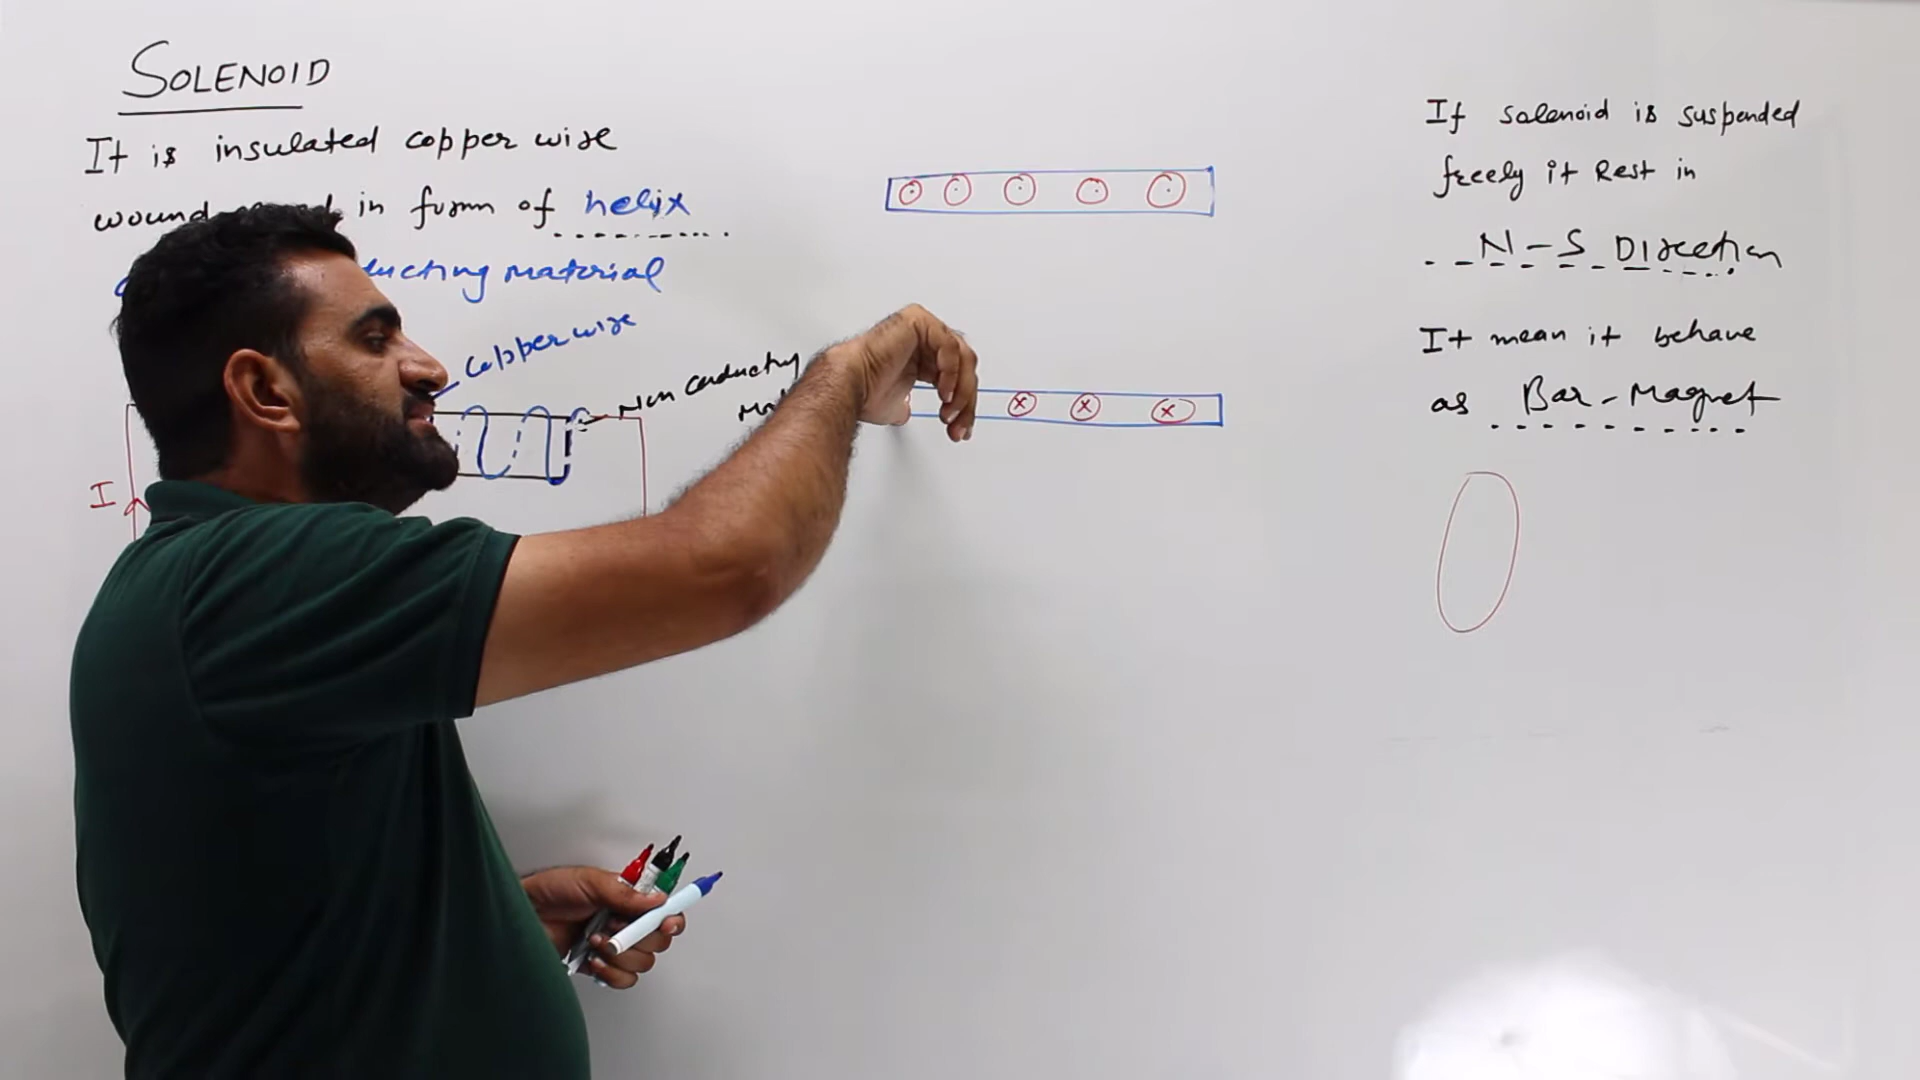 SOLENOID
It is insulated copper wire
wound in form of helix
material
Copper wire
Non conducting
I
If solenoid is suspended
freely it Rest in
N-S Direction
It mean it behave
as Bar-Magnet